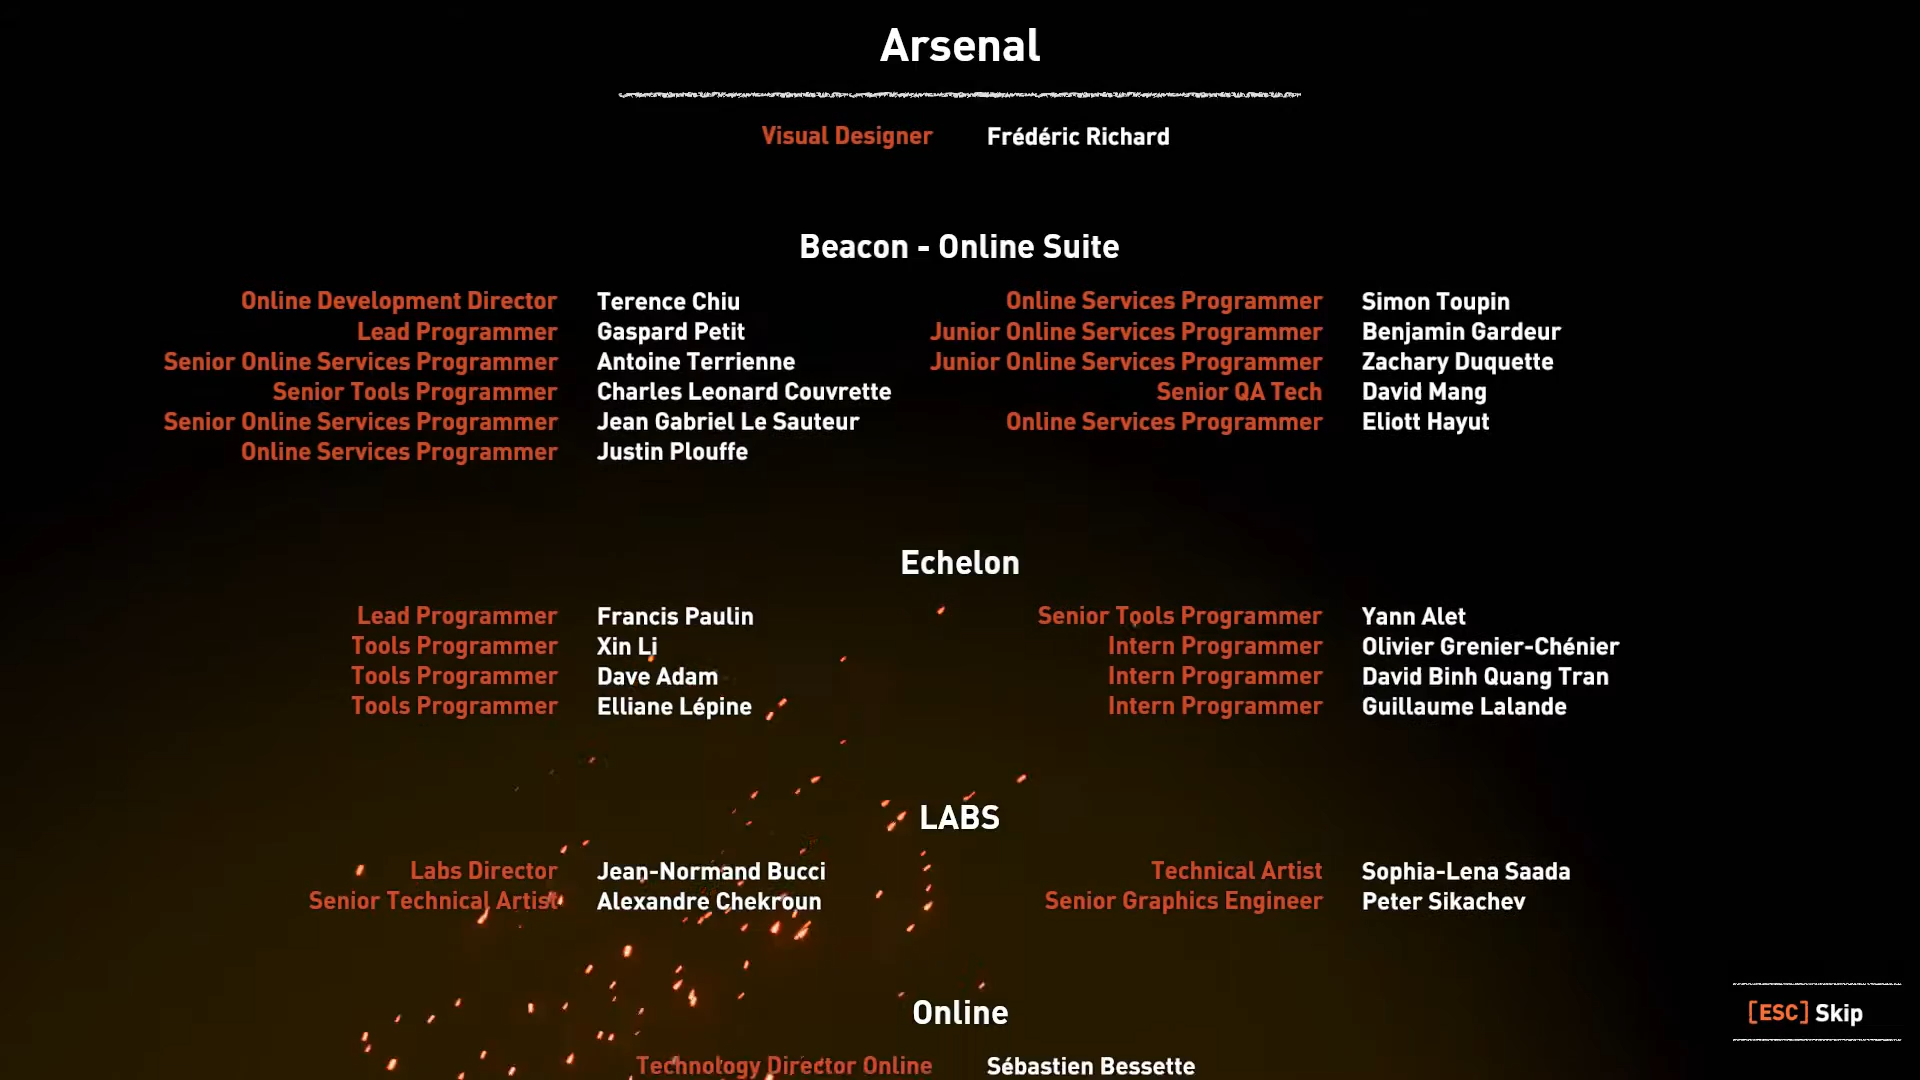 Arsenal
Visual Designer Frédéric Richard
Beacon - Online Suite
Online Development Director Terence Chiu
Lead Programmer Gaspard Petit
Senior Online Services Programmer Antoine Terrienne
Senior Tools Programmer Charles Leonard Couvrette
Senior Online Services Programmer Jean Gabriel Le Sauteur
Online Services Programmer Justin Plouffe
Online Services Programmer Simon Toupin
Junior Online Services Programmer Benjamin Gardeur
Junior Online Services Programmer Zachary Duquette
Senior QA Tech David Mang
Online Services Programmer Eliott Hayut
Echelon
Lead Programmer Francis Paulin
Tools Programmer Xin Li
Tools Programmer Dave Adam
Tools Programmer Elliane Lépine
Senior Tools Programmer Yann Alet
Intern Programmer Olivier Grenier-Chénier
Intern Programmer David Binh Quang Tran
Intern Programmer Guillaume Lalande
LABS
Labs Director Jean-Normand Bucci
Senior Technical Artist Alexandre Chekroun
Technical Artist Sophia-Lena Saada
Senior Graphics Engineer Peter Sikachev
Online
Technology Director Online Sébastien Bessette
[ESC] Skip